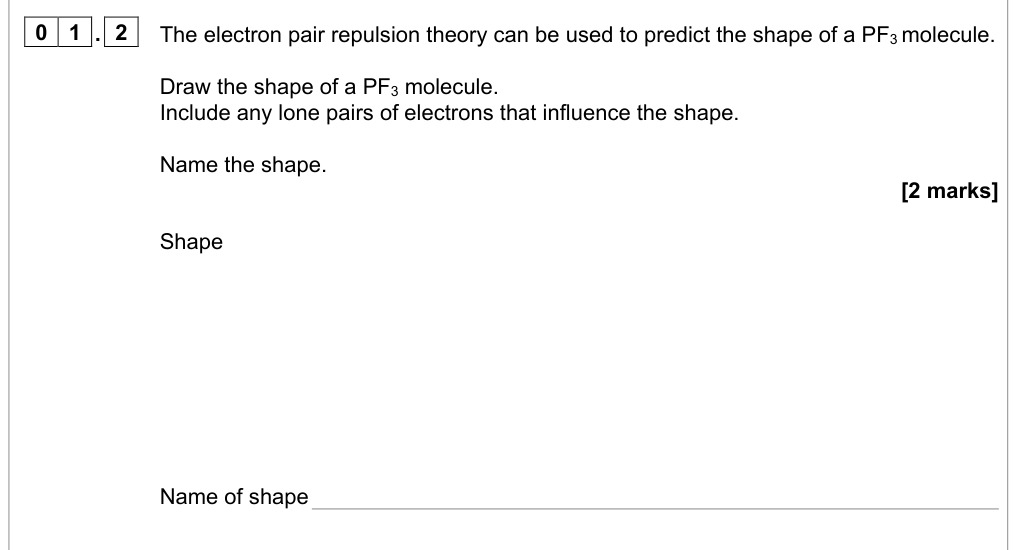 0 1 . 2 The electron pair repulsion theory can be used to predict the shape of a PF₃ molecule.
Draw the shape of a PF₃ molecule.
Include any lone pairs of electrons that influence the shape.
Name the shape.
[2 marks]
Shape
Name of shape